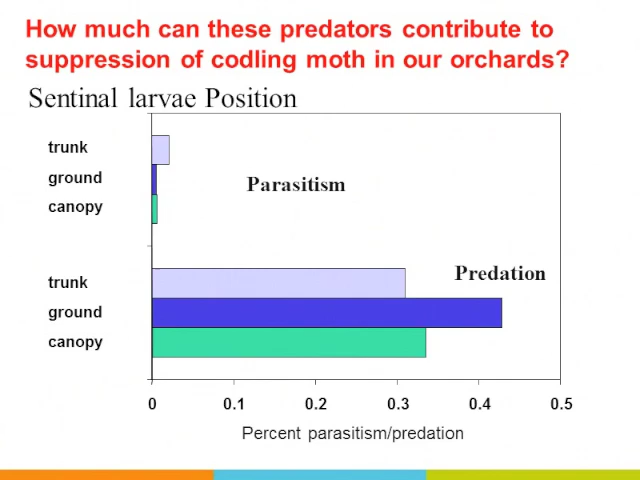 How much can these predators contribute to
suppression of codling moth in our orchards?
Sentinal larvae Position
trunk
ground
canopy
Parasitism
Predation
trunk
ground
canopy
0 0.1 0.2 0.3 0.4 0.5
Percent parasitism/predation